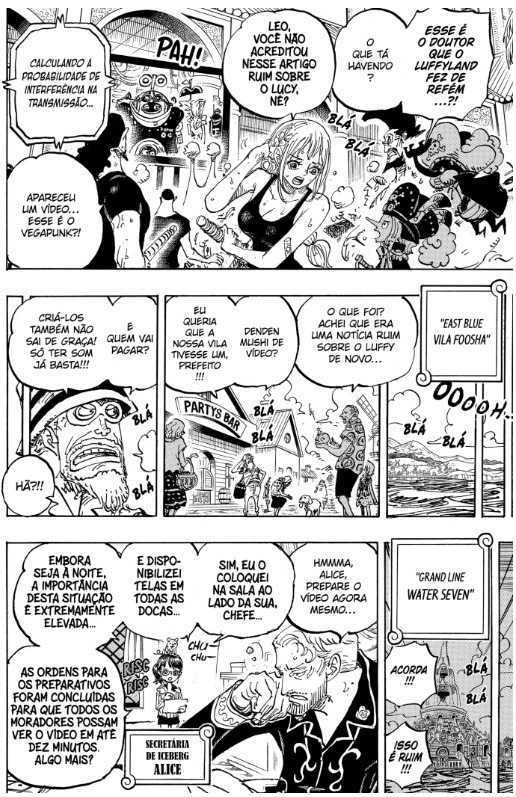 ESSE É
O DOUTOR
QUE O
LUFFYLAND
FEZ DE
REFÉM
...?!
O
QUE TÁ
HAVENDO
?
LEO,
VOCÊ NÃO
ACREDITOU
NESSE ARTIGO
RUIM SOBRE
O LUCY,
NÉ?
PAH!
CALCULANDO A
PROBABILIDADE DE
INTERFERÊNCIA NA
TRANSMISSÃO...
BLÁ
BLÁ
APARECEU
UM VÍDEO...
ESSE É O
VEGAPUNK?!
"EAST BLUE
VILA FOOSHA"
OOOOH...
BLÁ
BLÁ
O QUE FOI?
ACHEI QUE ERA
UMA NOTÍCIA RUIM
SOBRE O LUFFY
DE NOVO...
DENDEN
MUSHI DE
VÍDEO?
EU
QUERIA
QUE A
NOSSA VILA
TIVESSE UM,
PREFEITO
!!!
PARTYS BAR
BLÁ
BLÁ
E
QUEM VAI
PAGAR?
CRIÁ-LOS
TAMBÉM NÃO
SAI DE GRAÇA!
SÓ TER SOM
JÁ BASTA!!!
BLÁ
BLÁ
HÃ?!!
"GRAND LINE
WATER SEVEN"
ACORDA
!!!
BLÁ
BLÁ
ISSO
É RUIM
!!!
HMMMA,
ALICE,
PREPARE O
VÍDEO AGORA
MESMO...
SIM, EU O
COLOQUEI
NA SALA AO
LADO DA SUA,
CHEFE...
E DISPO-
NIBILIZEI
TELAS EM
TODAS AS
DOCAS...
EMBORA
SEJA À NOITE,
A IMPORTÂNCIA
DESTA SITUAÇÃO
É EXTREMAMENTE
ELEVADA...
CHU
CHU
RISC
RISC
AS ORDENS PARA
OS PREPARATIVOS
FORAM CONCLUÍDAS
PARA QUE TODOS OS
MORADORES POSSAM
VER O VÍDEO EM ATÉ
DEZ MINUTOS.
ALGO MAIS?
SECRETÁRIA
DE ICEBERG
ALICE